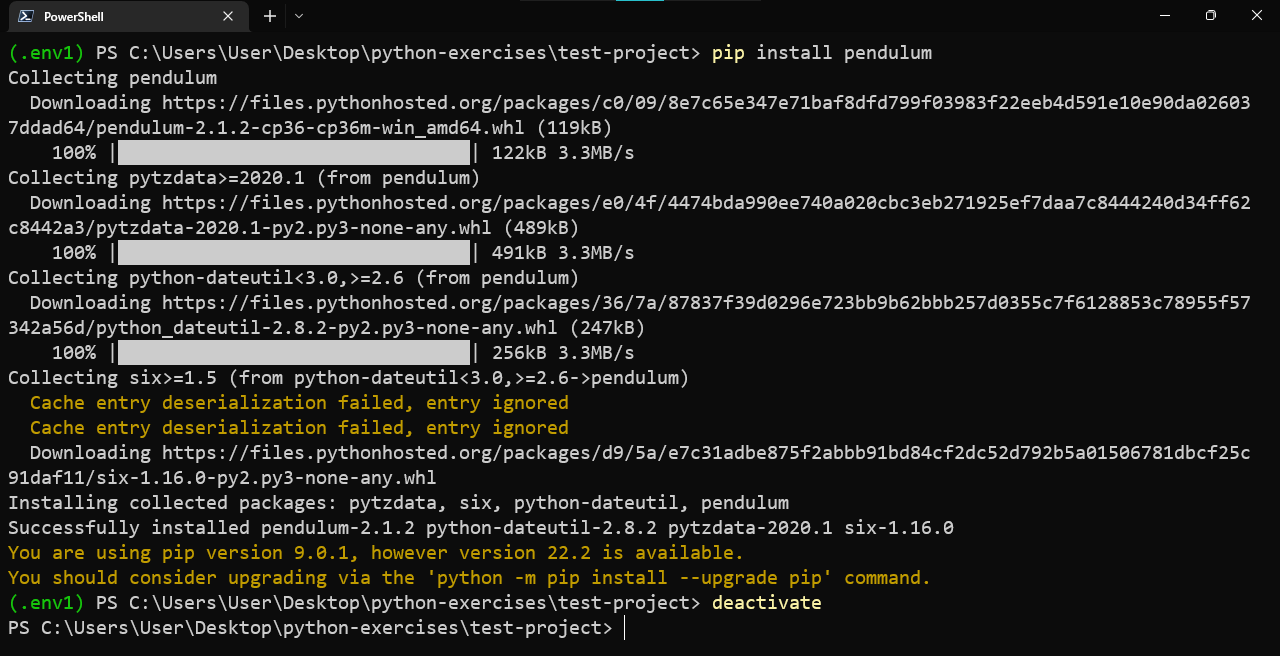 PowerShell
(.env1) PS C:\Users\User\Desktop\python-exercises\test-project> pip install pendulum
Collecting pendulum
  Downloading https://files.pythonhosted.org/packages/c0/09/8e7c65e347e71baf8dfd799f03983f22eeb4d591e10e90da02603
7ddad64/pendulum-2.1.2-cp36-cp36m-win_amd64.whl (119kB)
    100% |████████████████████████████████| 122kB 3.3MB/s
Collecting pytzdata>=2020.1 (from pendulum)
  Downloading https://files.pythonhosted.org/packages/e0/4f/4474bda990ee740a020cbc3eb271925ef7daa7c8444240d34ff62
c8442a3/pytzdata-2020.1-py2.py3-none-any.whl (489kB)
    100% |████████████████████████████████| 491kB 3.3MB/s
Collecting python-dateutil<3.0,>=2.6 (from pendulum)
  Downloading https://files.pythonhosted.org/packages/36/7a/87837f39d0296e723bb9b62bbb257d0355c7f6128853c78955f57
342a56d/python_dateutil-2.8.2-py2.py3-none-any.whl (247kB)
    100% |████████████████████████████████| 256kB 3.3MB/s
Collecting six>=1.5 (from python-dateutil<3.0,>=2.6->pendulum)
  Cache entry deserialization failed, entry ignored
  Cache entry deserialization failed, entry ignored
  Downloading https://files.pythonhosted.org/packages/d9/5a/e7c31adbe875f2abbb91bd84cf2dc52d792b5a01506781dbcf25c
91daf11/six-1.16.0-py2.py3-none-any.whl
Installing collected packages: pytzdata, six, python-dateutil, pendulum
Successfully installed pendulum-2.1.2 python-dateutil-2.8.2 pytzdata-2020.1 six-1.16.0
You are using pip version 9.0.1, however version 22.2 is available.
You should consider upgrading via the 'python -m pip install --upgrade pip' command.
(.env1) PS C:\Users\User\Desktop\python-exercises\test-project> deactivate
PS C:\Users\User\Desktop\python-exercises\test-project>